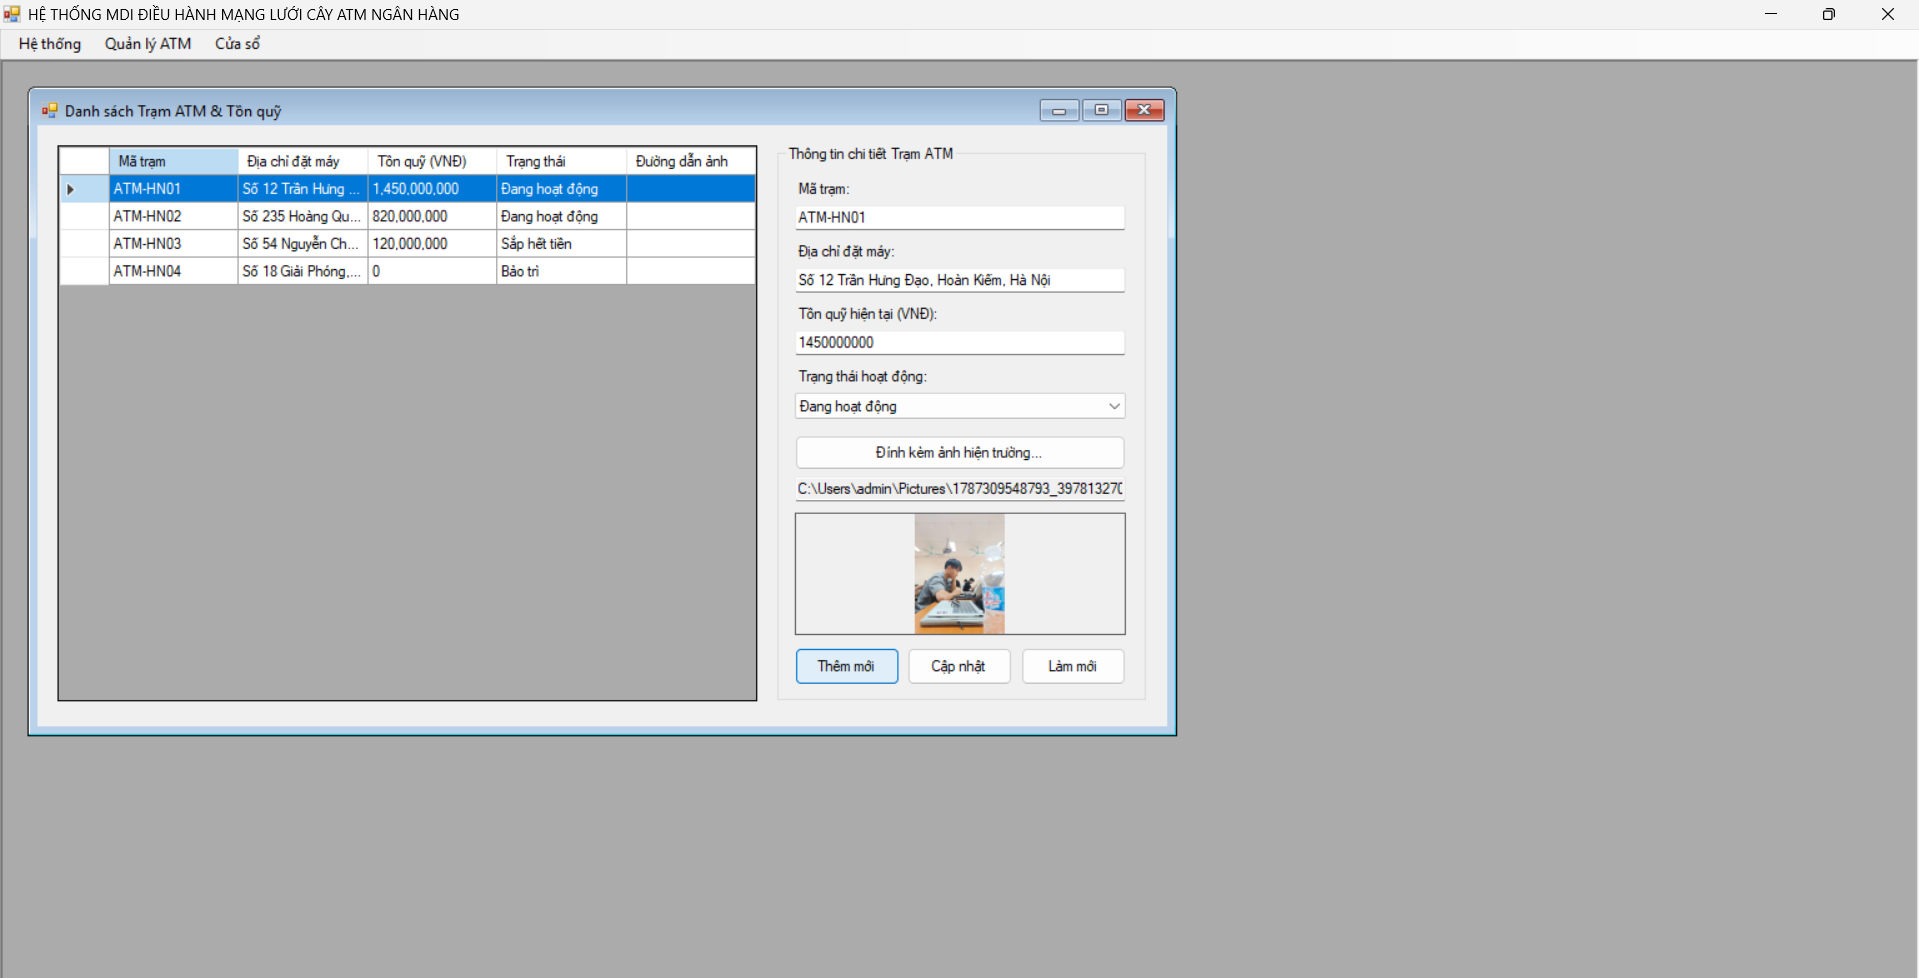 HỆ THỐNG MDI ĐIỀU HÀNH MẠNG LƯỚI CÂY ATM NGÂN HÀNG
Hệ thống Quản lý ATM Cửa sổ
Danh sách Trạm ATM & Tồn quỹ
Mã trạm Địa chỉ đặt máy Tồn quỹ (VNĐ) Trạng thái Đường dẫn ảnh
ATM-HN01 Số 12 Trần Hưng ... 1,450,000,000 Đang hoạt động
ATM-HN02 Số 235 Hoàng Qu... 820,000,000 Đang hoạt động
ATM-HN03 Số 54 Nguyễn Ch... 120,000,000 Sắp hết tiền
ATM-HN04 Số 18 Giải Phóng,... 0 Bảo trì
Thông tin chi tiết Trạm ATM
Mã trạm:
ATM-HN01
Địa chỉ đặt máy:
Số 12 Trần Hưng Đạo, Hoàn Kiếm, Hà Nội
Tồn quỹ hiện tại (VNĐ):
1450000000
Trạng thái hoạt động:
Đang hoạt động
Đính kèm ảnh hiện trường...
C:\Users\admin\Pictures\1787309548793_39781327
Thêm mới Cập nhật Làm mới